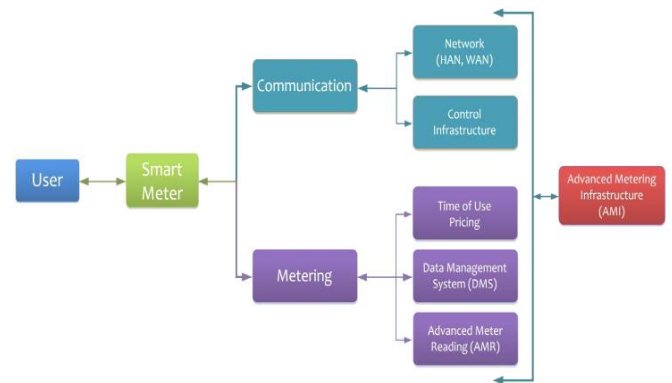 User
Smart
Meter
Communication
Network
(HAN, WAN)
Control
Infrastructure
Metering
Time of Use
Pricing
Data Management
System (DMS)
Advanced Meter
Reading (AMR)
Advanced Metering
Infrastructure
(AMI)